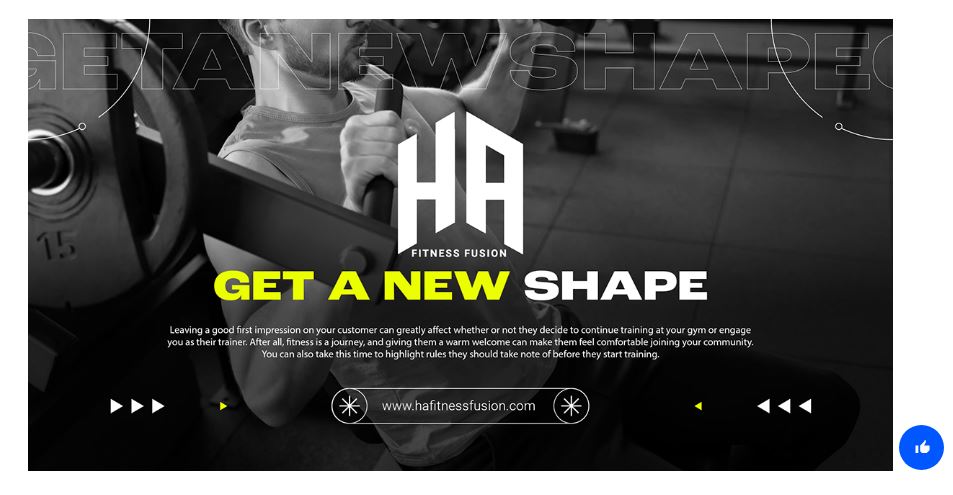 GETANEWSHAPE
HA
FITNESS FUSION
GET A NEW SHAPE
Leaving a good first impression on your customer can greatly affect whether or not they decide to continue training at your gym or engage
you as their trainer. After all, fitness is a journey, and giving them a warm welcome can make them feel comfortable joining your community.
You can also take this time to highlight rules they should take note of before they start training.
www.hafitnessfusion.com
15